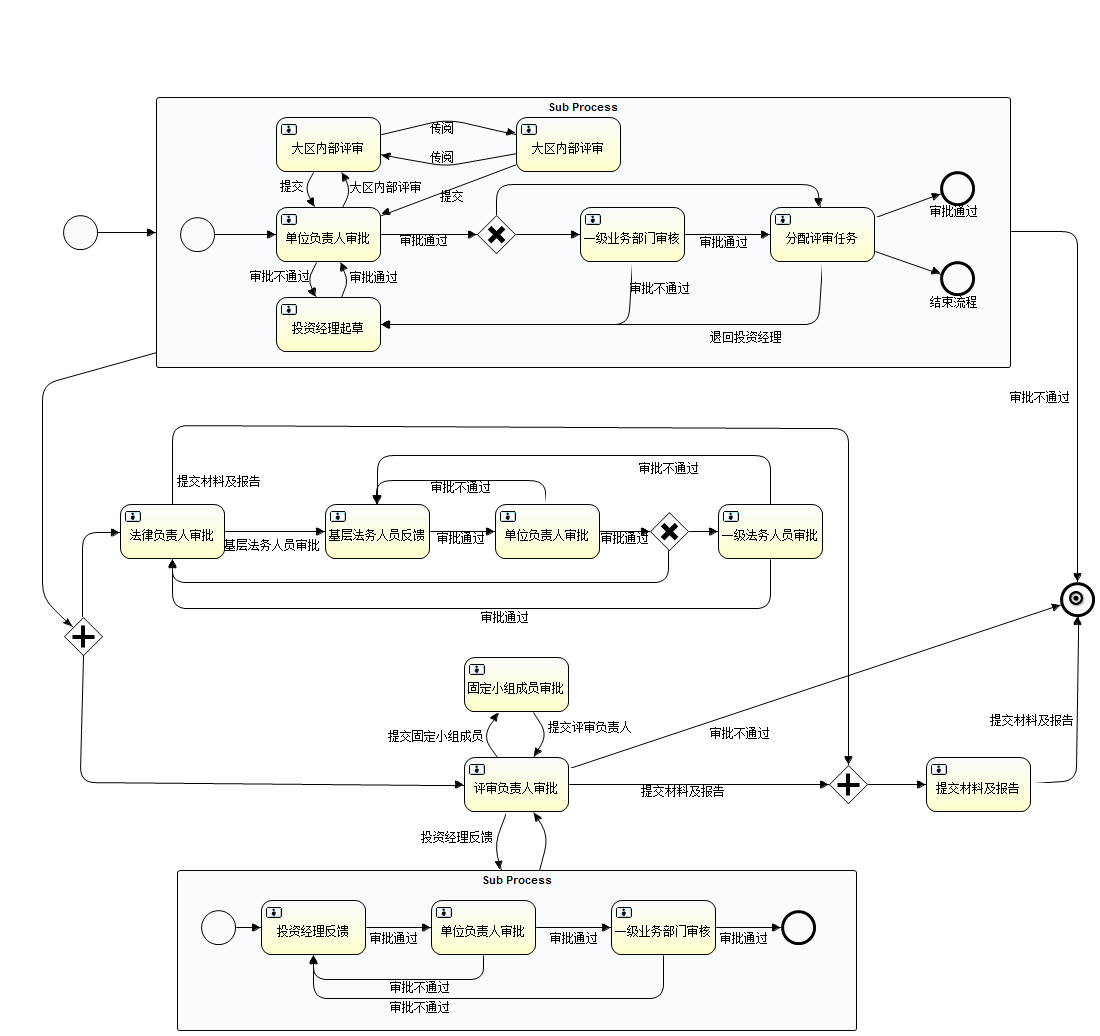 Sub Process
传阅
大区内部评审
大区内部评审
传阅
提交
大区内部评审
提交
审批通过
单位负责人审批
审批通过
一级业务部门审核
审批通过
分配评审任务
审批不通过
审批通过
审批不通过
结束流程
投资经理起草
退回投资经理
审批不通过
审批不通过
提交材料及报告
审批不通过
法律负责人审批
基层法务人员审批
基层法务人员反馈
审批通过
单位负责人审批
审批通过
一级法务人员审批
审批通过
固定小组成员审批
提交固定小组成员
提交评审负责人
审批不通过
提交材料及报告
评审负责人审批
提交材料及报告
提交材料及报告
投资经理反馈
Sub Process
投资经理反馈
审批通过
单位负责人审批
审批通过
一级业务部门审核
审批通过
审批不通过
审批不通过